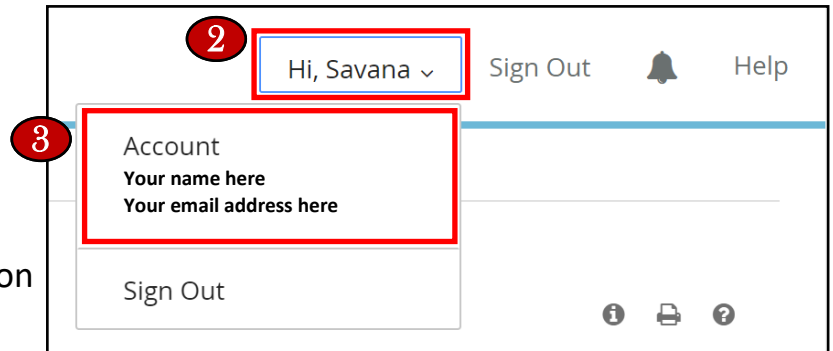 2
Hi, Savana Sign Out Help
3
Account
Your name here
Your email address here
on
Sign Out